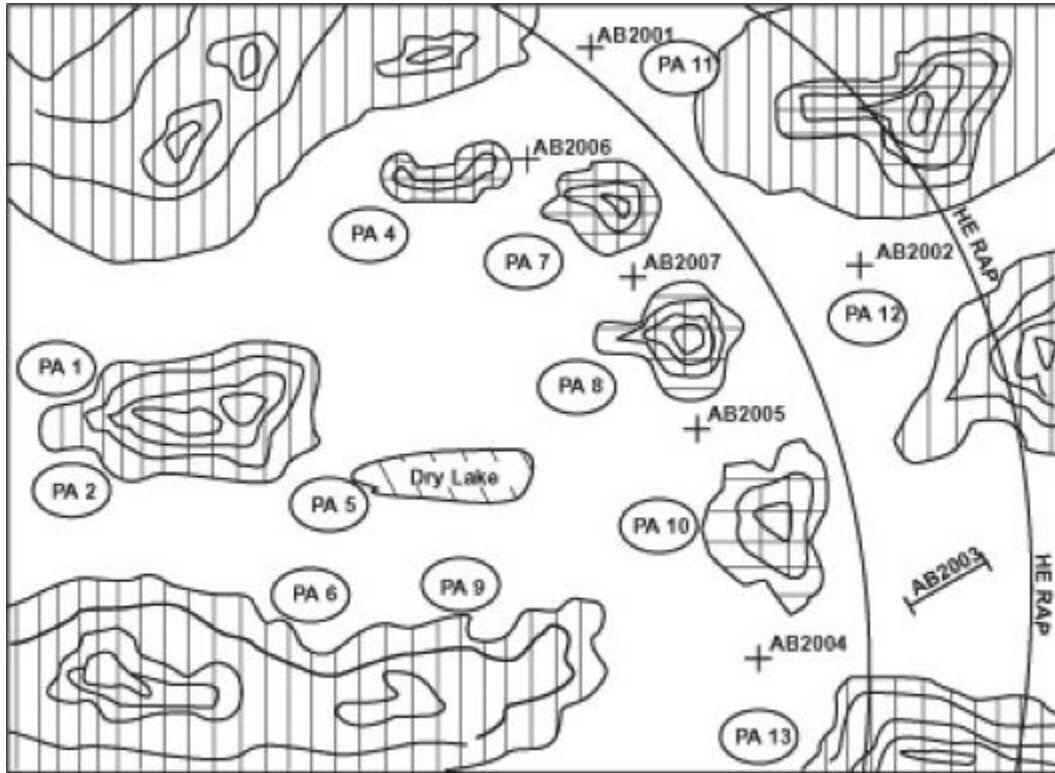 AB2001
PA 11
AB2006
PA 4
PA 7
HE RAP
AB2002
AB2007
PA 12
PA 1
PA 8
AB2005
PA 2
PA 5
Dry Lake
PA 10
PA 6
PA 9
AB2003
HE RAP
AB2004
PA 13